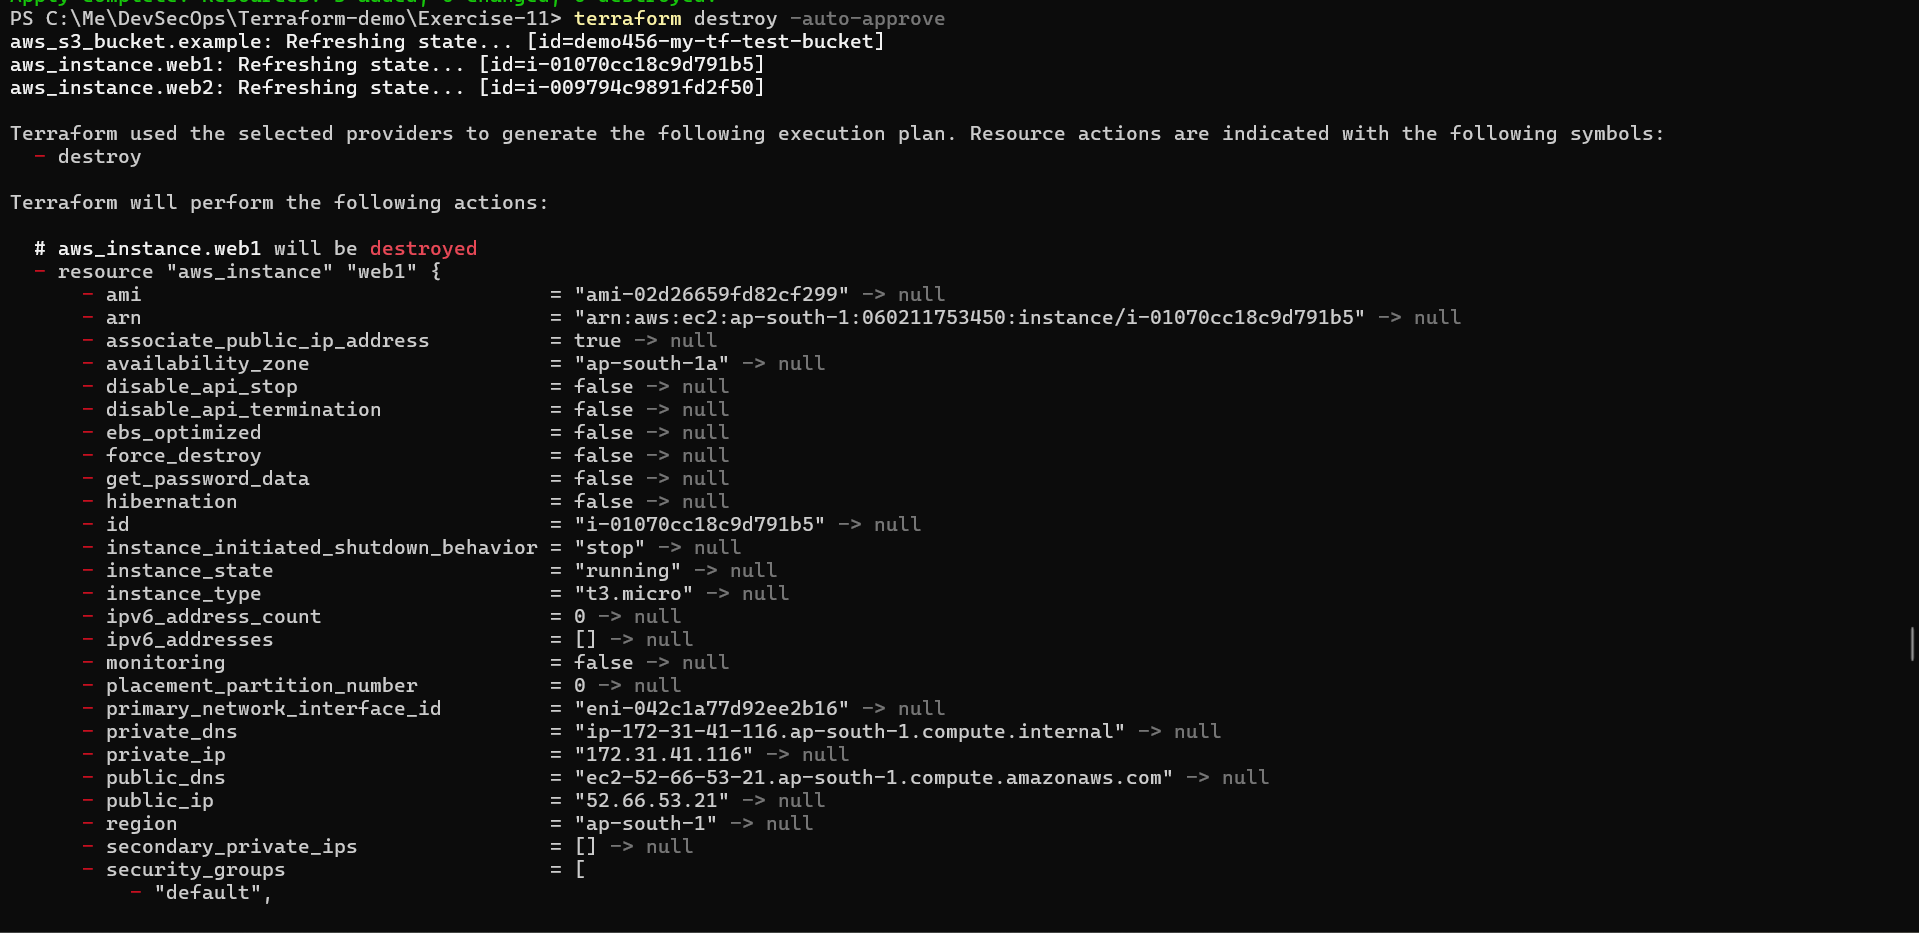 Apply complete! Resources: 3 added, 0 changed, 0 destroyed.
PS C:\Me\DevSecOps\Terraform-demo\Exercise-11> terraform destroy -auto-approve
aws_s3_bucket.example: Refreshing state... [id=demo456-my-tf-test-bucket]
aws_instance.web1: Refreshing state... [id=i-01070cc18c9d791b5]
aws_instance.web2: Refreshing state... [id=i-009794c9891fd2f50]
Terraform used the selected providers to generate the following execution plan. Resource actions are indicated with the following symbols:
- destroy
Terraform will perform the following actions:
# aws_instance.web1 will be destroyed
- resource "aws_instance" "web1" {
- ami = "ami-02d26659fd82cf299" -> null
- arn = "arn:aws:ec2:ap-south-1:060211753450:instance/i-01070cc18c9d791b5" -> null
- associate_public_ip_address = true -> null
- availability_zone = "ap-south-1a" -> null
- disable_api_stop = false -> null
- disable_api_termination = false -> null
- ebs_optimized = false -> null
- force_destroy = false -> null
- get_password_data = false -> null
- hibernation = false -> null
- id = "i-01070cc18c9d791b5" -> null
- instance_initiated_shutdown_behavior = "stop" -> null
- instance_state = "running" -> null
- instance_type = "t3.micro" -> null
- ipv6_address_count = 0 -> null
- ipv6_addresses = [] -> null
- monitoring = false -> null
- placement_partition_number = 0 -> null
- primary_network_interface_id = "eni-042c1a77d92ee2b16" -> null
- private_dns = "ip-172-31-41-116.ap-south-1.compute.internal" -> null
- private_ip = "172.31.41.116" -> null
- public_dns = "ec2-52-66-53-21.ap-south-1.compute.amazonaws.com" -> null
- public_ip = "52.66.53.21" -> null
- region = "ap-south-1" -> null
- secondary_private_ips = [] -> null
- security_groups = [
- "default",